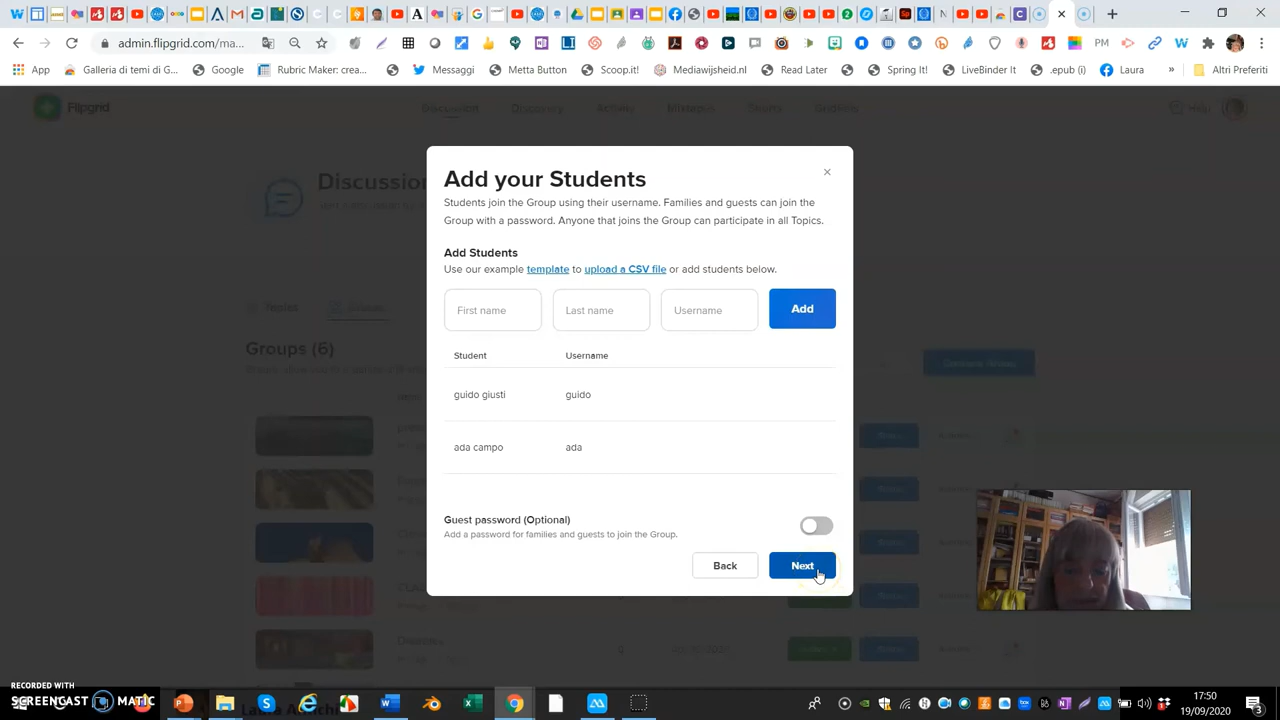 admin.flipgrid.com/ma...
PM
App
Galleria di temi di G...
Google
Rubric Maker: crea...
Messaggi
Metta Button
Scoop.it!
Mediawijsheid.nl
Read Later
Spring It!
LiveBinder It
.epub (i)
Laura
»
Altri Preferiti
Flipgrid
Discussion
Discovery
Activity
Mixtapes
Shorts
GridPals
Help
Discussion
Topics
Groups (6)
Add your Students
×
Students join the Group using their username. Families and guests can join the
Group with a password. Anyone that joins the Group can participate in all Topics.
Add Students
Use our example template to upload a CSV file or add students below.
First name
Last name
Username
Add
Student
Username
guido giusti
guido
ada campo
ada
Guest password (Optional)
Add a password for families and guests to join the Group.
Back
Next
RECORDED WITH
SCREENCAST MATIC
17:50
19/09/2020
3